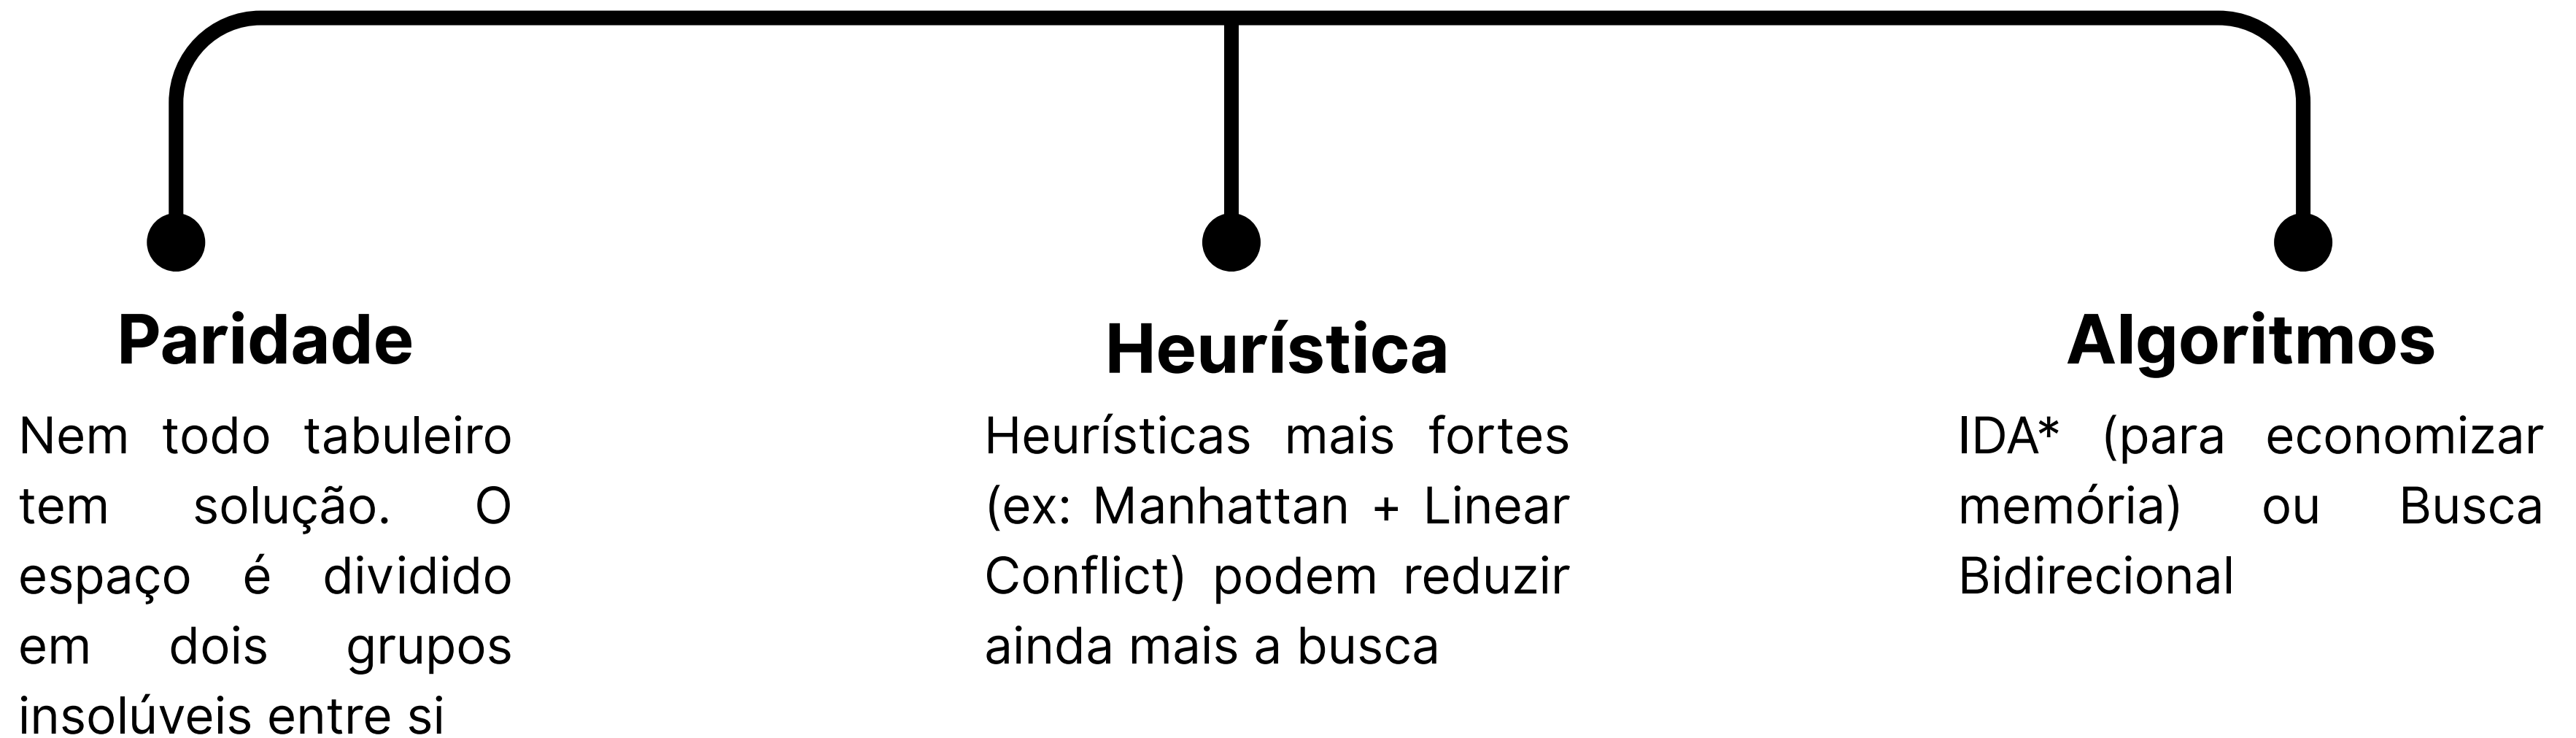 Paridade
Nem todo tabuleiro
tem solução. O
espaço é dividido
em dois grupos
insolúveis entre si
Heurística
Heurísticas mais fortes
(ex: Manhattan + Linear
Conflict) podem reduzir
ainda mais a busca
Algoritmos
IDA* (para economizar
memória) ou Busca
Bidirecional